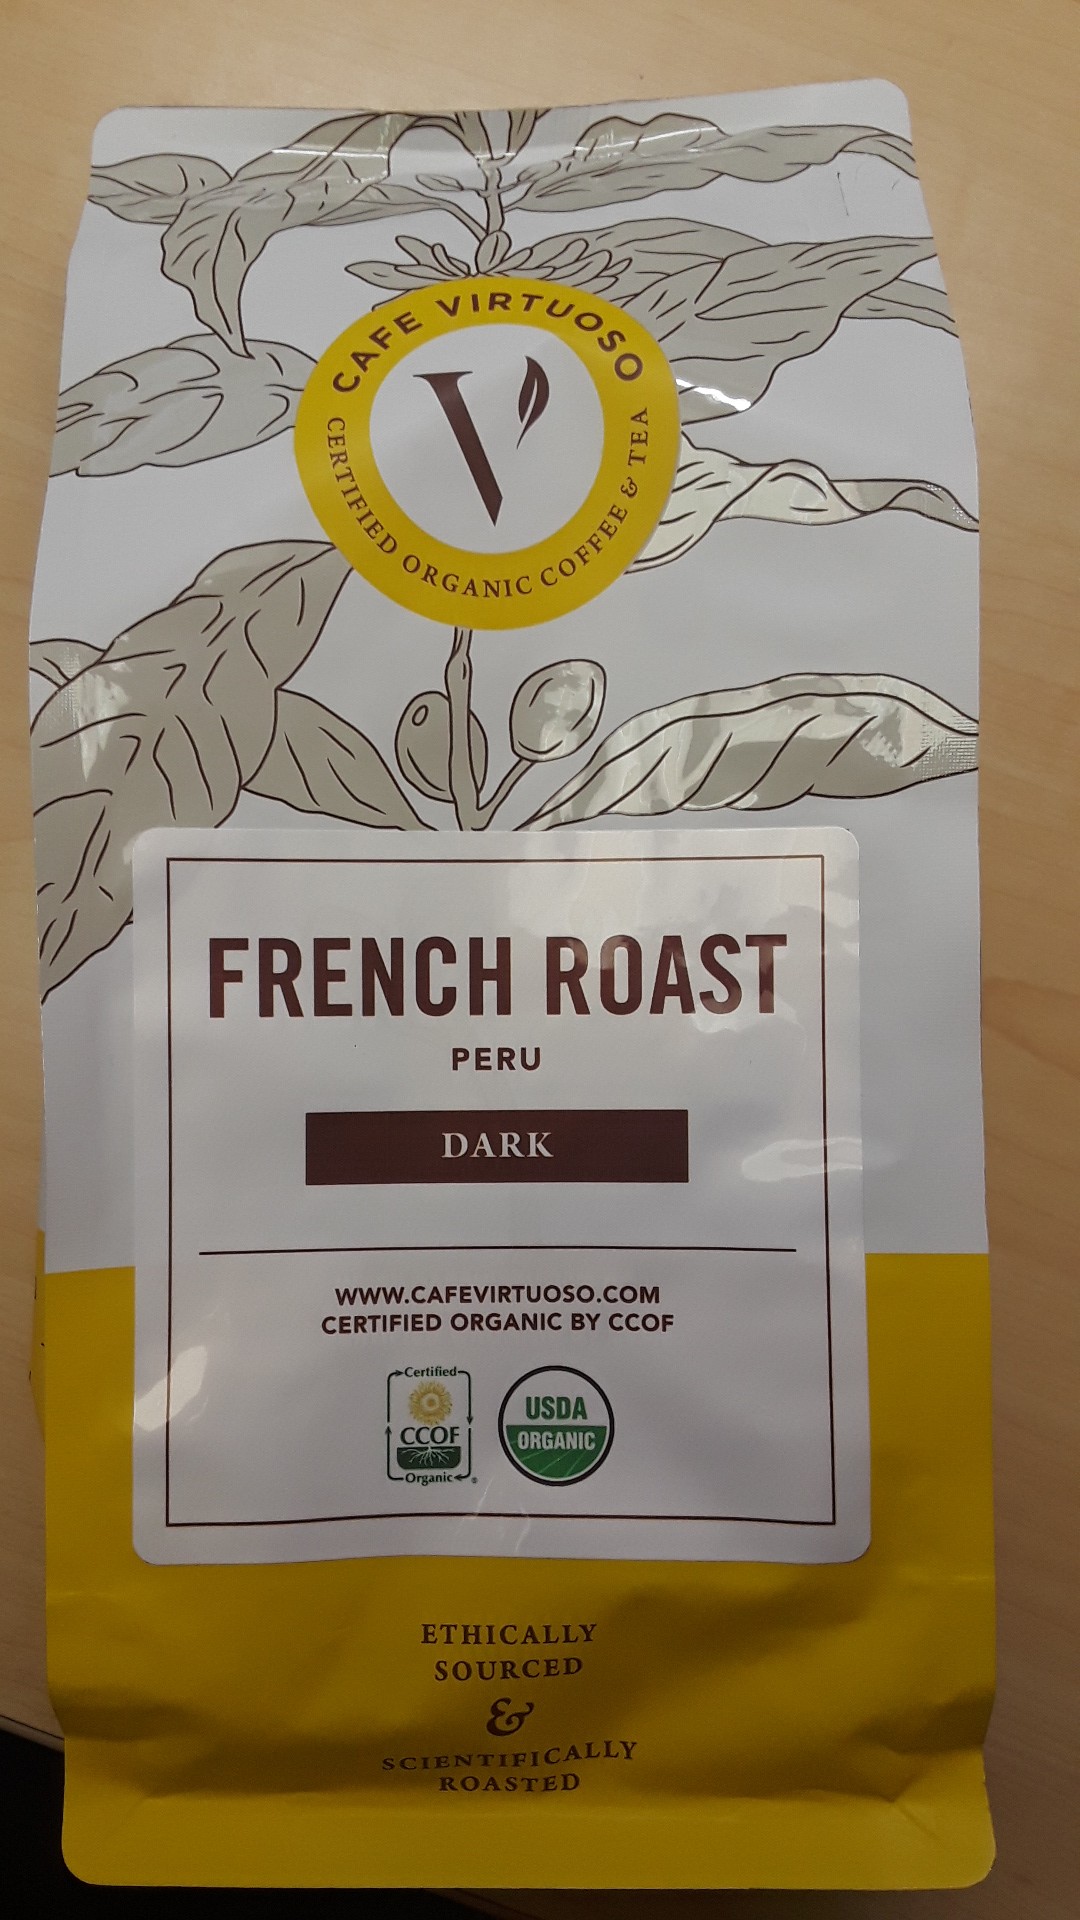 CAFE VIRTUOSO
V
CERTIFIED ORGANIC COFFEE & TEA
FRENCH ROAST
PERU
DARK
WWW.CAFEVIRTUOSO.COM
CERTIFIED ORGANIC BY CCOF
Certified
CCOF
Organic
®
USDA
ORGANIC
ETHICALLY
SOURCED
&
SCIENTIFICALLY
ROASTED